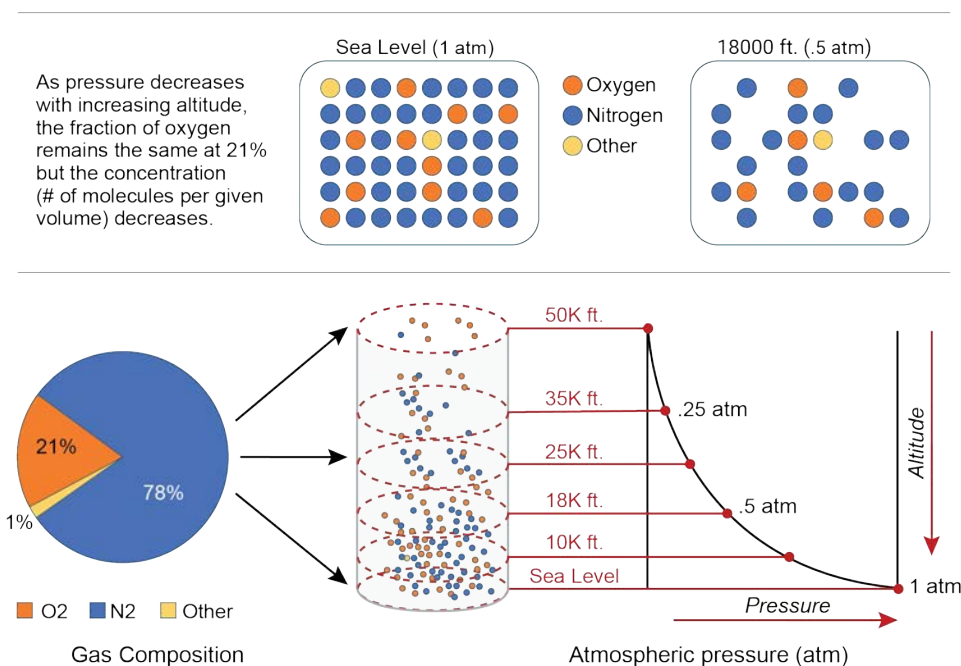 Sea Level (1 atm)
18000 ft. (.5 atm)
As pressure decreases
with increasing altitude,
the fraction of oxygen
remains the same at 21%
but the concentration
(# of molecules per given
volume) decreases.
Oxygen
Nitrogen
Other
50K ft.
35K ft.
.25 atm
25K ft.
18K ft.
.5 atm
10K ft.
Sea Level
1 atm
Altitude
Pressure
21%
78%
1%
O2
N2
Other
Gas Composition
Atmospheric pressure (atm)